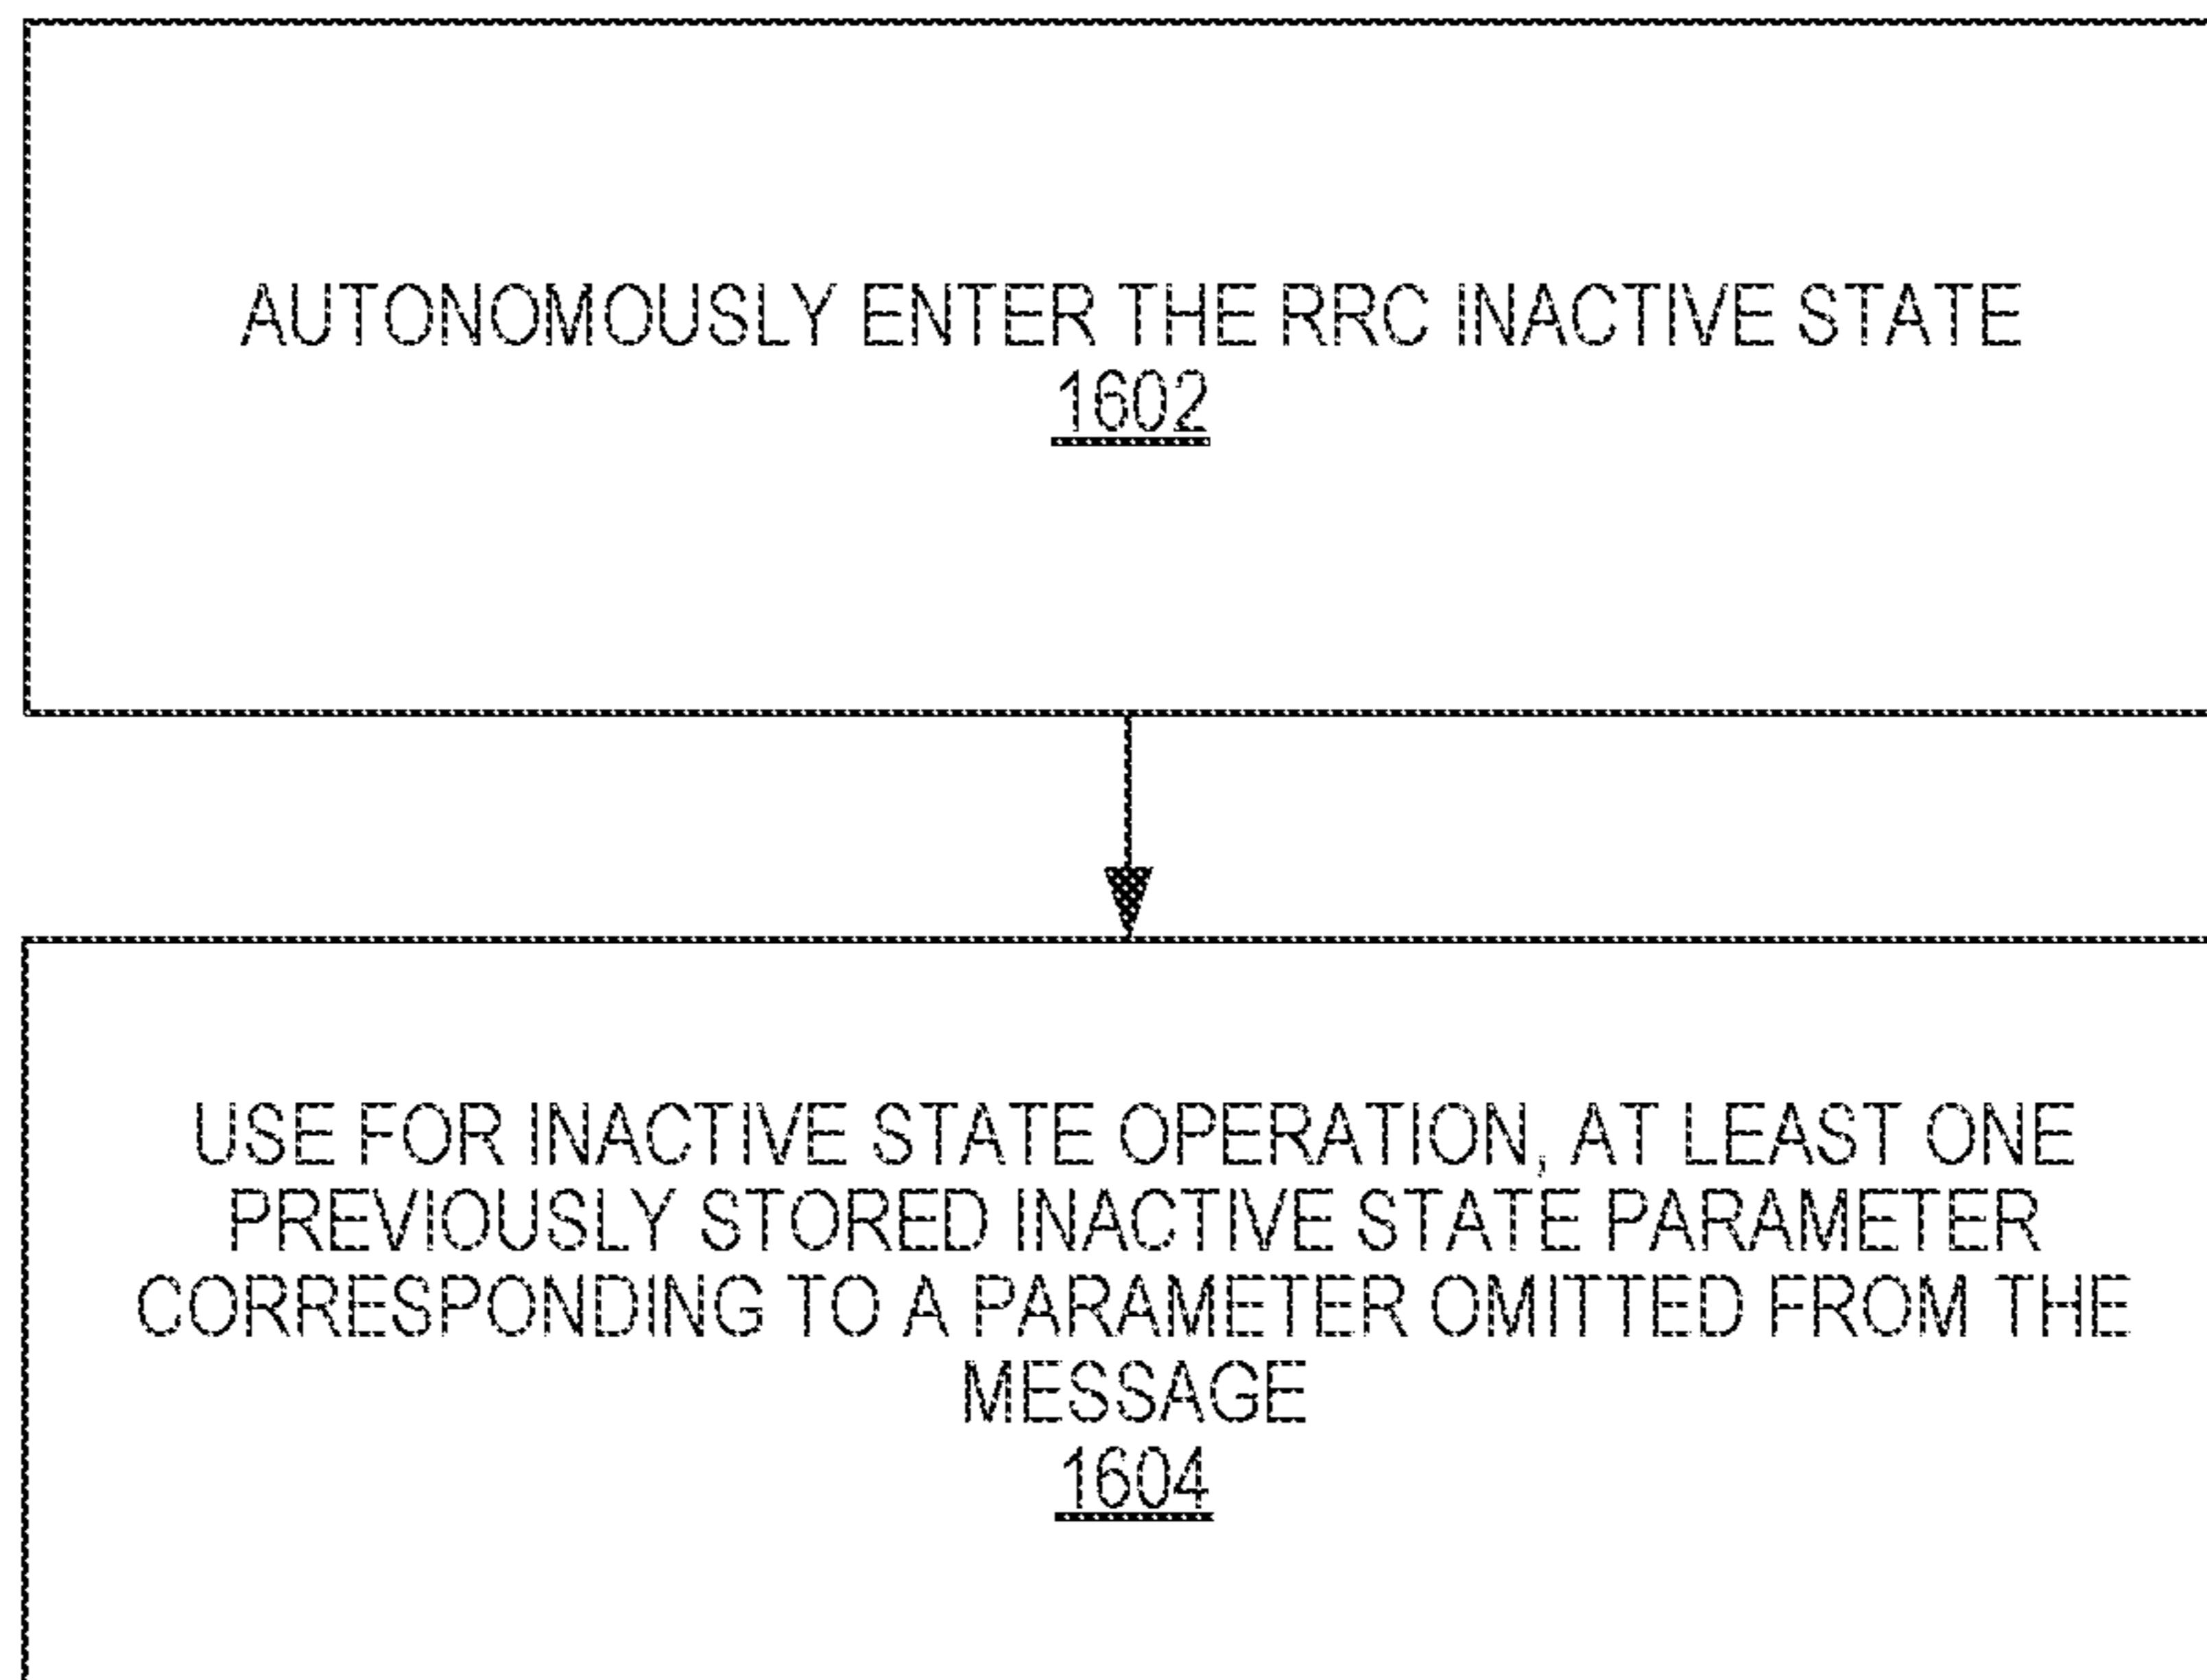 AUTONOMOUSLY ENTER THE RRC INACTIVE STATE
1602
USE FOR INACTIVE STATE OPERATION, AT LEAST ONE
PREVIOUSLY STORED INACTIVE STATE PARAMETER
CORRESPONDING TO A PARAMETER OMITTED FROM THE
MESSAGE
1604